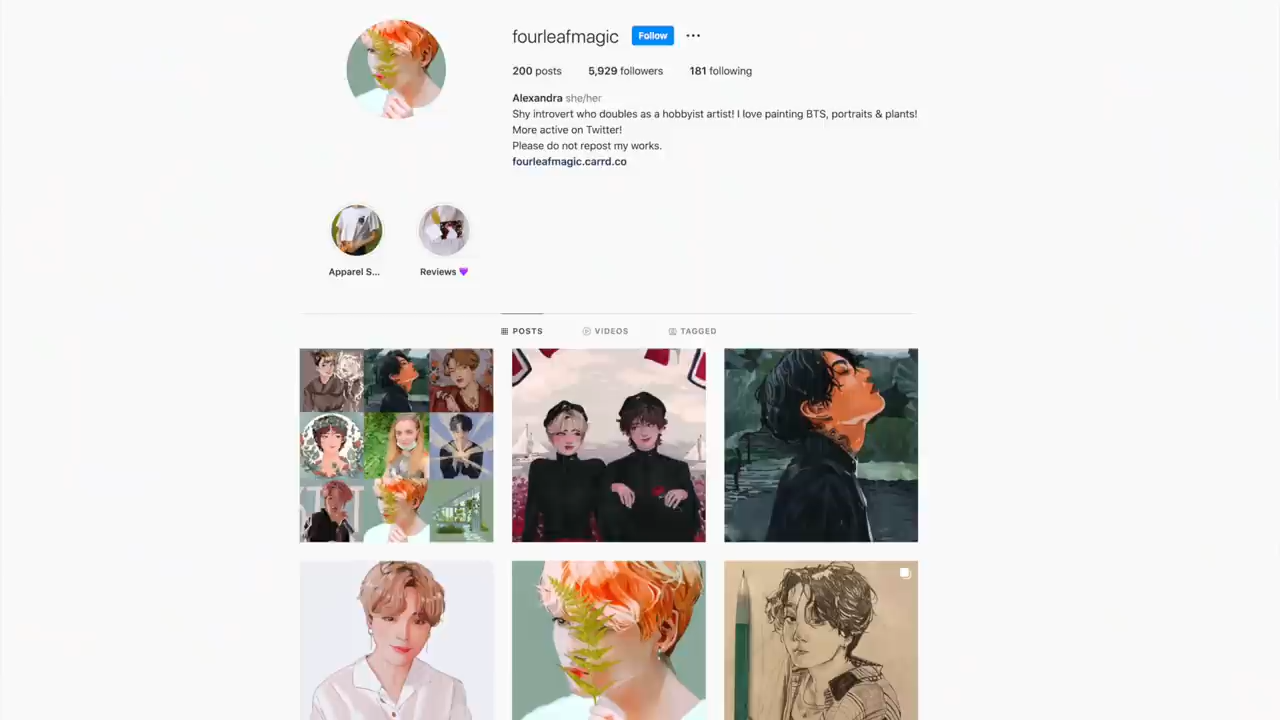 fourleafmagic Follow
200 posts 5,929 followers 181 following
Alexandra she/her
Shy introvert who doubles as a hobbyist artist! I love painting BTS, portraits & plants!
More active on Twitter!
Please do not repost my works.
fourleafmagic.carrd.co
Apparel S... Reviews 💜
POSTS VIDEOS TAGGED